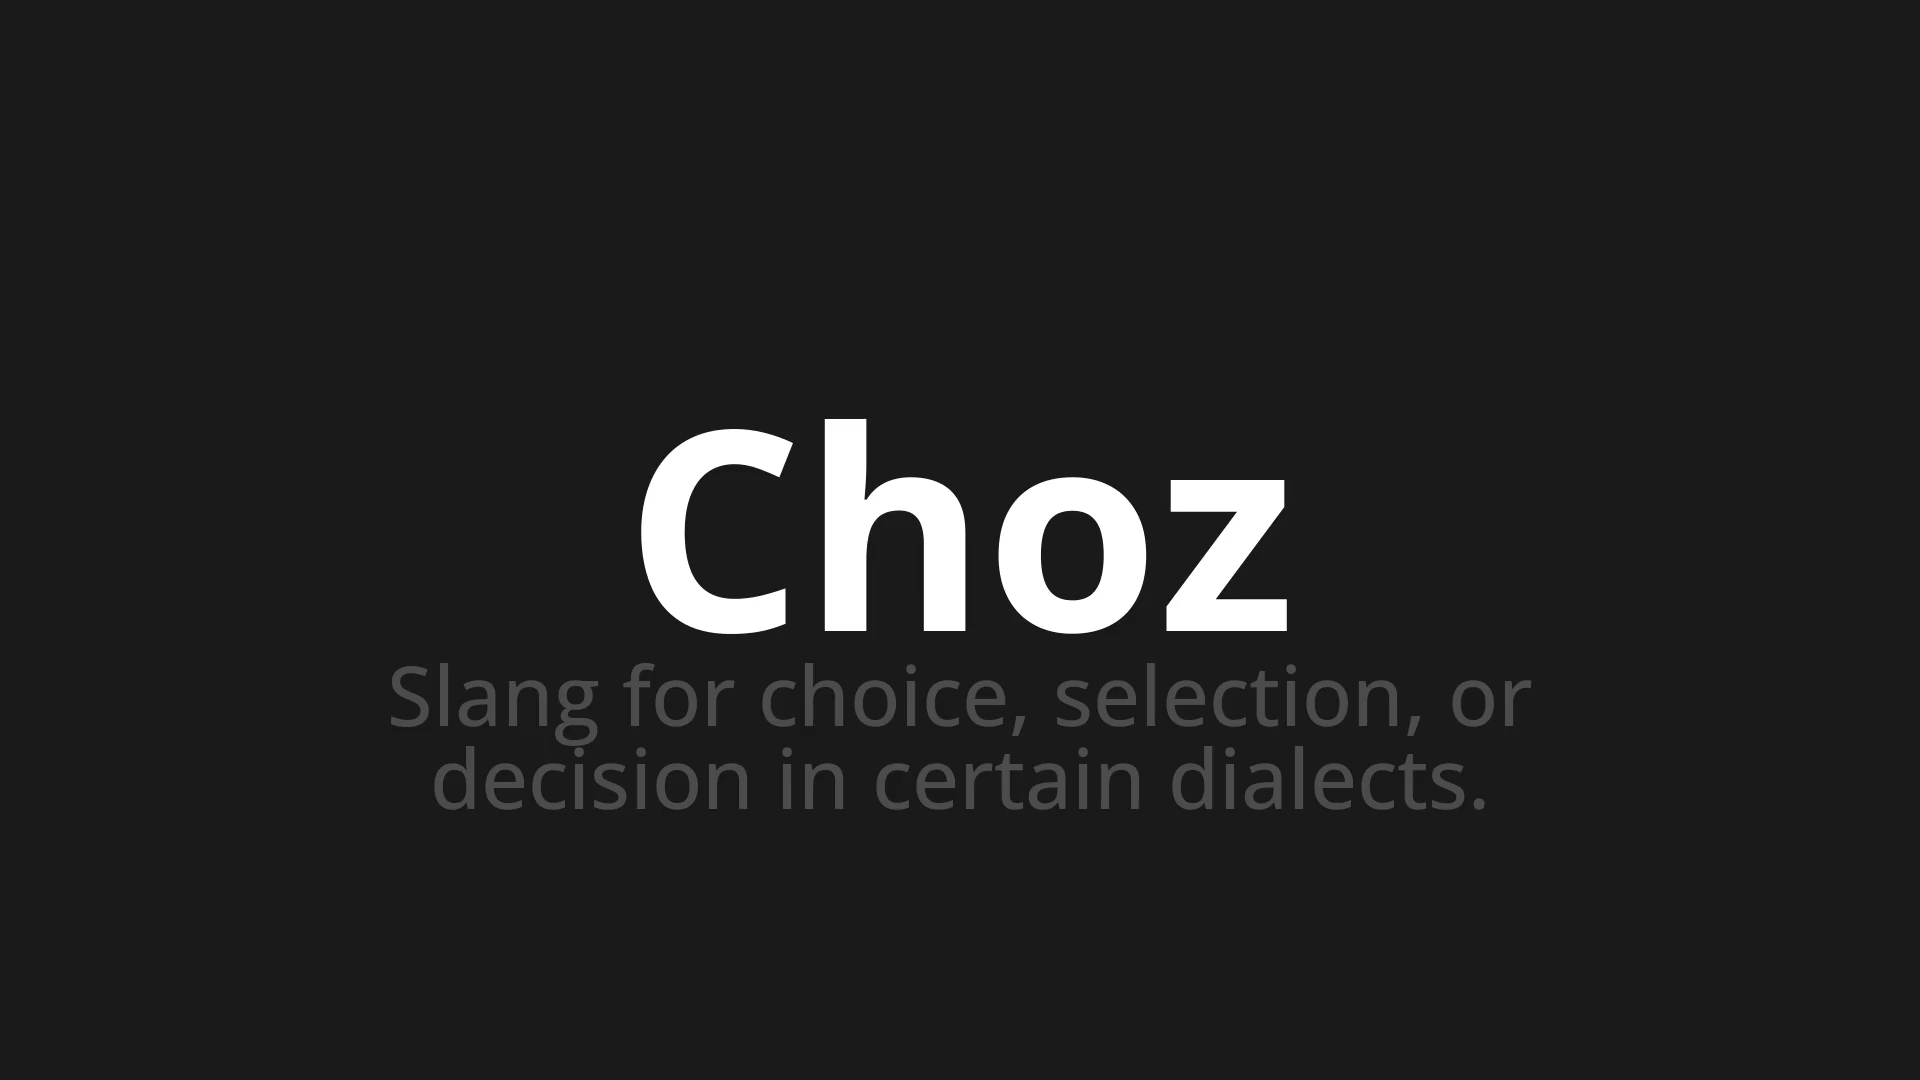 Choz
Slang for choice, selection, or
decision in certain dialects.